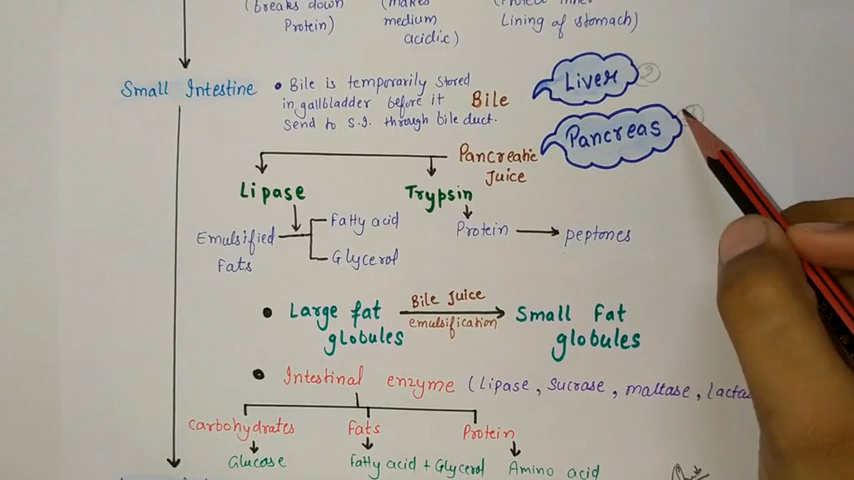 (breaks down
Protein)
(makes
medium
acidic)
Lining of stomach)
Small Intestine
• Bile is temporarily stored
in gallbladder before it
send to S.I. through bile duct.
Bile
Liver 2
Pancreas
Pancreatic
Juice
Lipase
Trypsin
Emulsified
Fats
Fatty acid
Glycerol
Protein → peptones
• Large fat
globules
Bile Juice
emulsification
Small Fat
globules
• Intestinal enzyme (Lipase, Sucrase, maltase, Lacta
Carbohydrates Fats Protein
Glucose Fatty acid + Glycerol Amino acid